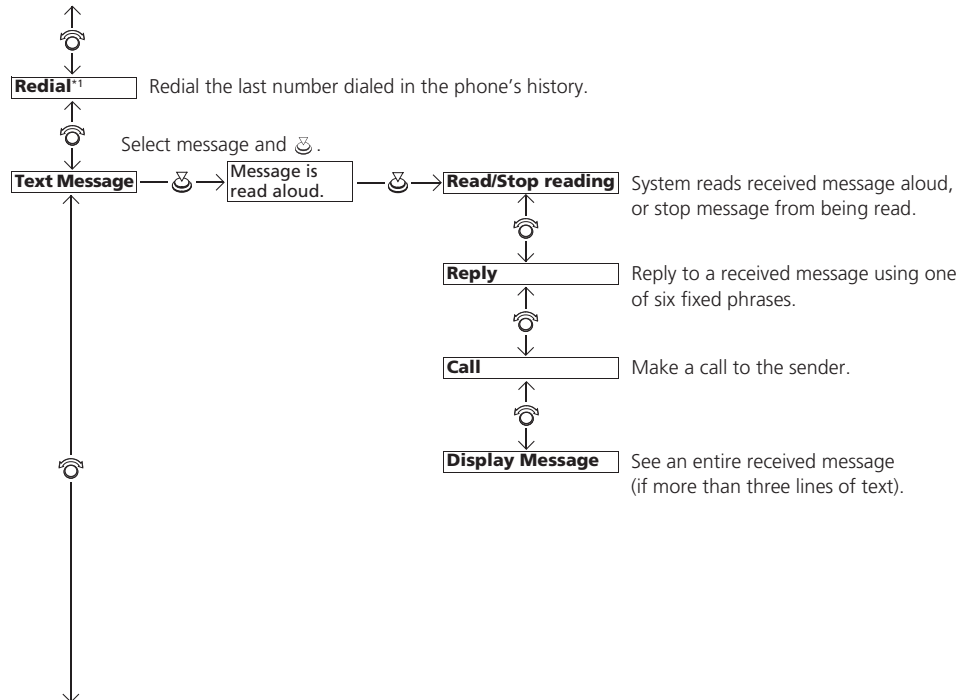 Redial*1 Redial the last number dialed in the phone's history.
Select message and .
Text Message
Message is
read aloud.
Read/Stop reading
System reads received message aloud,
or stop message from being read.
Reply
Reply to a received message using one
of six fixed phrases.
Call
Make a call to the sender.
Display Message
See an entire received message
(if more than three lines of text).